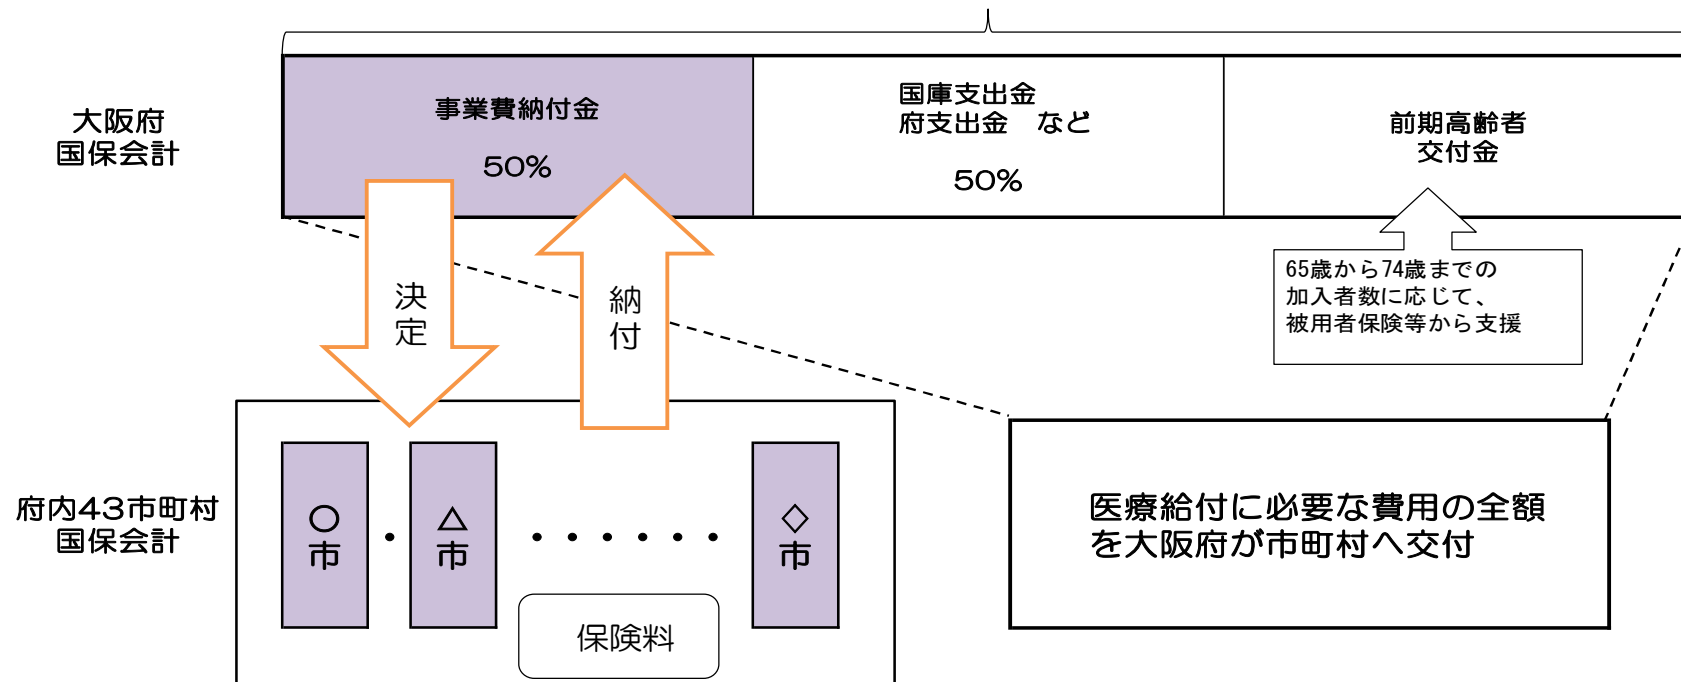 大阪府
国保会計
事業費納付金
50%
国庫支出金
府支出金　など
50%
前期高齢者
交付金
決定
納付
65歳から74歳までの
加入者数に応じて、
被用者保険等から支援
府内43市町村
国保会計
○市
・
△市
・・・・・・
◇市
保険料
医療給付に必要な費用の全額
を大阪府が市町村へ交付